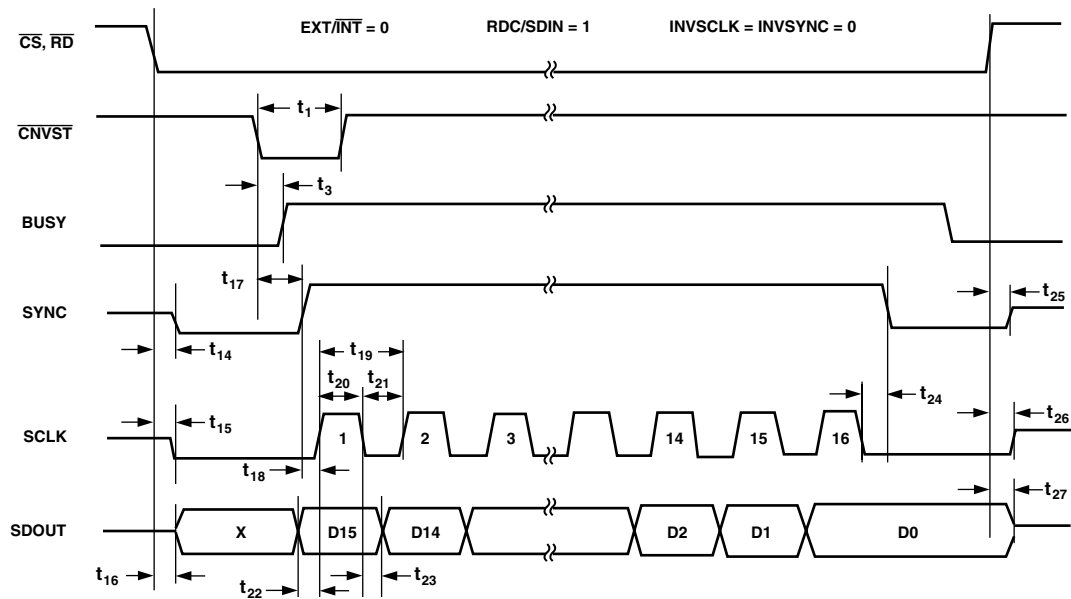 EXT/INT = 0 RDC/SDIN = 1 INVSCLK = INVSYNC = 0
CS, RD
t1
CNVST
t3
BUSY
t17
SYNC
t25
t14
t19
t20 t21
t24
t15
t26
SCLK
1 2 3 14 15 16
t18
t27
SDOUT
X D15 D14 D2 D1 D0
t16
t22
t23